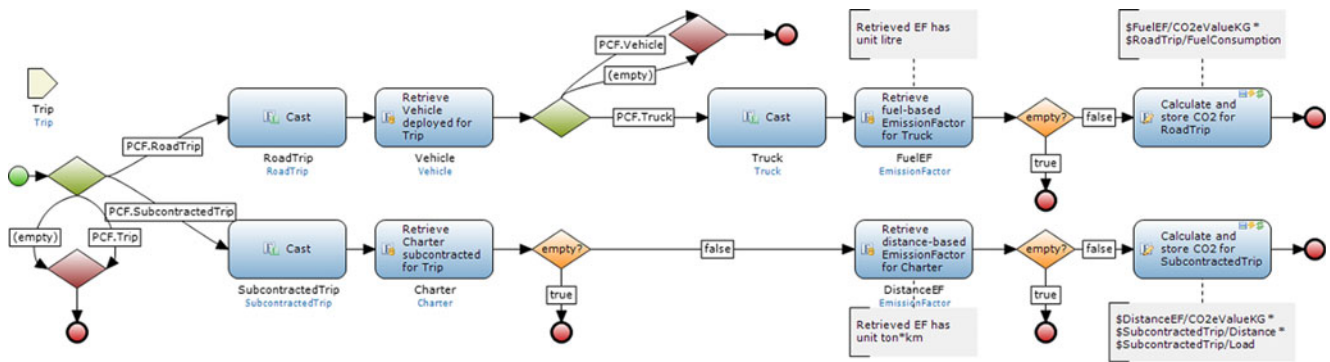 Trip
Trip
PCF.RoadTrip
PCF.SubcontractedTrip
(empty)
PCF.Trip
Cast
RoadTrip
RoadTrip
Retrieve
Vehicle
deployed for
Trip
Vehicle
Vehicle
PCF.Vehicle
(empty)
PCF.Truck
Cast
Truck
Truck
Retrieved EF has
unit litre
Retrieve
fuel-based
EmissionFactor
for Truck
FuelEF
EmissionFactor
empty?
false
true
$FuelEF/CO2eValueKG *
$RoadTrip/FuelConsumption
Calculate and
store CO2 for
RoadTrip
Cast
SubcontractedTrip
SubcontractedTrip
Retrieve
Charter
subcontracted
for Trip
Charter
Charter
empty?
true
false
Retrieve
distance-based
EmissionFactor
for Charter
DistanceEF
EmissionFactor
Retrieved EF has
unit ton*km
empty?
false
true
Calculate and
store CO2 for
SubcontractedTrip
$DistanceEF/CO2eValueKG *
$SubcontractedTrip/Distance *
$SubcontractedTrip/Load